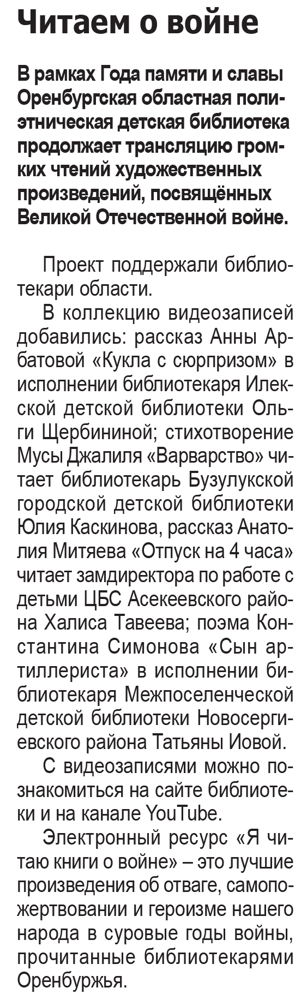 Читаем о войне
В рамках Года памяти и славы
Оренбургская областная поли-
этническая детская библиотека
продолжает трансляцию гром-
ких чтений художественных
произведений, посвящённых
Великой Отечественной войне.
Проект поддержали библио-
текари области.
В коллекцию видеозаписей
добавились: рассказ Анны Ар-
батовой «Кукла с сюрпризом» в
исполнении библиотекаря Илек-
ской детской библиотеки Оль-
ги Щербининой; стихотворение
Мусы Джалиля «Варварство» чи-
тает библиотекарь Бузулукской
городской детской библиотеки
Юлия Каскинова, рассказ Анато-
лия Митяева «Отпуск на 4 часа»
читает замдиректора по работе с
детьми ЦБС Асекеевского райо-
на Халиса Тавеева; поэма Кон-
стантина Симонова «Сын ар-
тиллериста» в исполнении би-
блиотекаря Межпоселенческой
детской библиотеки Новосерги-
евского района Татьяны Иовой.
С видеозаписями можно по-
знакомиться на сайте библиоте-
ки и на канале YouTube.
Электронный ресурс «Я чи-
таю книги о войне» – это лучшие
произведения об отваге, самопо-
жертвовании и героизме нашего
народа в суровые годы войны,
прочитанные библиотекарями
Оренбуржья.